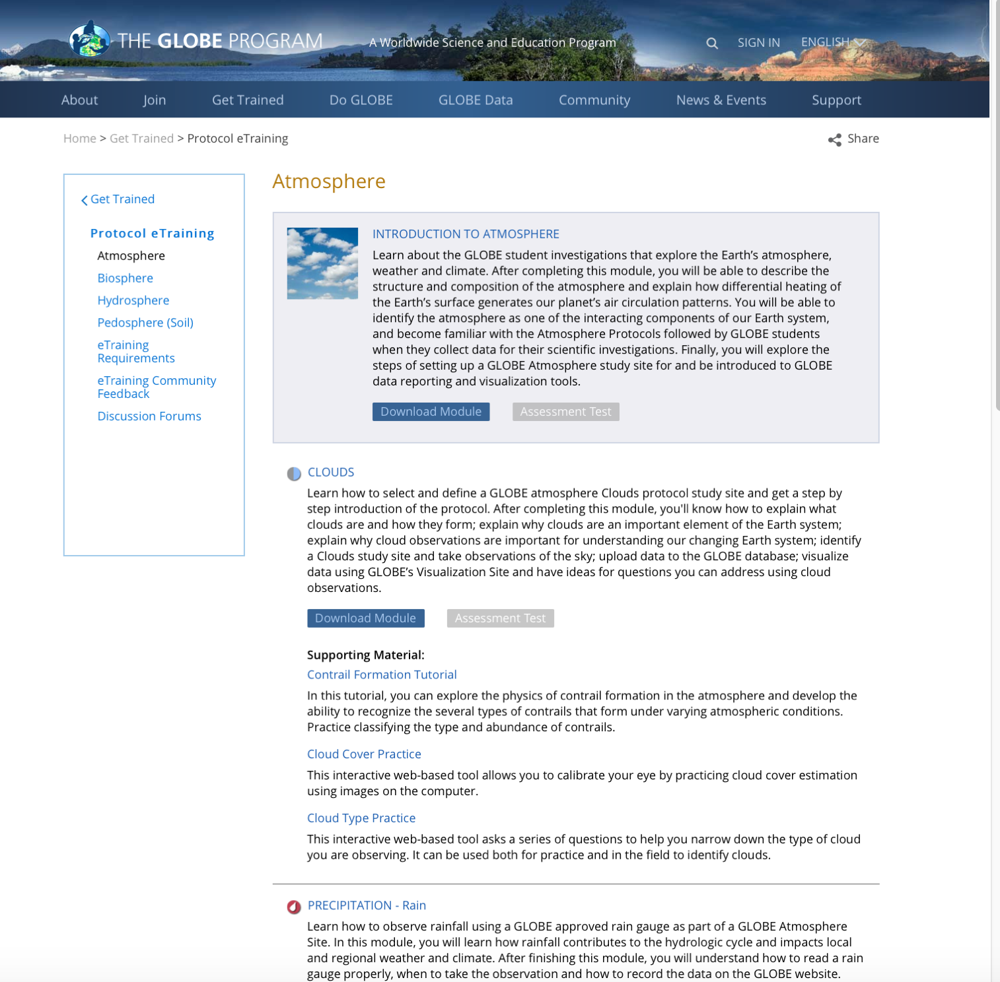 THE GLOBE PROGRAM
A Worldwide Science and Education Program
SIGN IN
ENGLISH
About
Join
Get Trained
Do GLOBE
GLOBE Data
Community
News & Events
Support
Home > Get Trained > Protocol eTraining
Share
Get Trained
Protocol eTraining
Atmosphere
Biosphere
Hydrosphere
Pedosphere (Soil)
eTraining
Requirements
eTraining Community
Feedback
Discussion Forums
Atmosphere
INTRODUCTION TO ATMOSPHERE
Learn about the GLOBE student investigations that explore the Earth’s atmosphere,
weather and climate. After completing this module, you will be able to describe the
structure and composition of the atmosphere and explain how differential heating of
the Earth’s surface generates our planet’s air circulation patterns. You will be able to
identify the atmosphere as one of the interacting components of our Earth system,
and become familiar with the Atmosphere Protocols followed by GLOBE students
when they collect data for their scientific investigations. Finally, you will explore the
steps of setting up a GLOBE Atmosphere study site for and be introduced to GLOBE
data reporting and visualization tools.
Download Module
Assessment Test
CLOUDS
Learn how to select and define a GLOBE atmosphere Clouds protocol study site and get a step by
step introduction of the protocol. After completing this module, you'll know how to explain what
clouds are and how they form; explain why clouds are an important element of the Earth system;
explain why cloud observations are important for understanding our changing Earth system; identify
a Clouds study site and take observations of the sky; upload data to the GLOBE database; visualize
data using GLOBE’s Visualization Site and have ideas for questions you can address using cloud
observations.
Download Module
Assessment Test
Supporting Material:
Contrail Formation Tutorial
In this tutorial, you can explore the physics of contrail formation in the atmosphere and develop the
ability to recognize the several types of contrails that form under varying atmospheric conditions.
Practice classifying the type and abundance of contrails.
Cloud Cover Practice
This interactive web-based tool allows you to calibrate your eye by practicing cloud cover estimation
using images on the computer.
Cloud Type Practice
This interactive web-based tool asks a series of questions to help you narrow down the type of cloud
you are observing. It can be used both for practice and in the field to identify clouds.
PRECIPITATION - Rain
Learn how to observe rainfall using a GLOBE approved rain gauge as part of a GLOBE Atmosphere
Site. In this module, you will learn how rainfall contributes to the hydrologic cycle and impacts local
and regional weather and climate. After finishing this module, you will understand how to read a rain
gauge properly, when to take the observation and how to record the data on the GLOBE website.